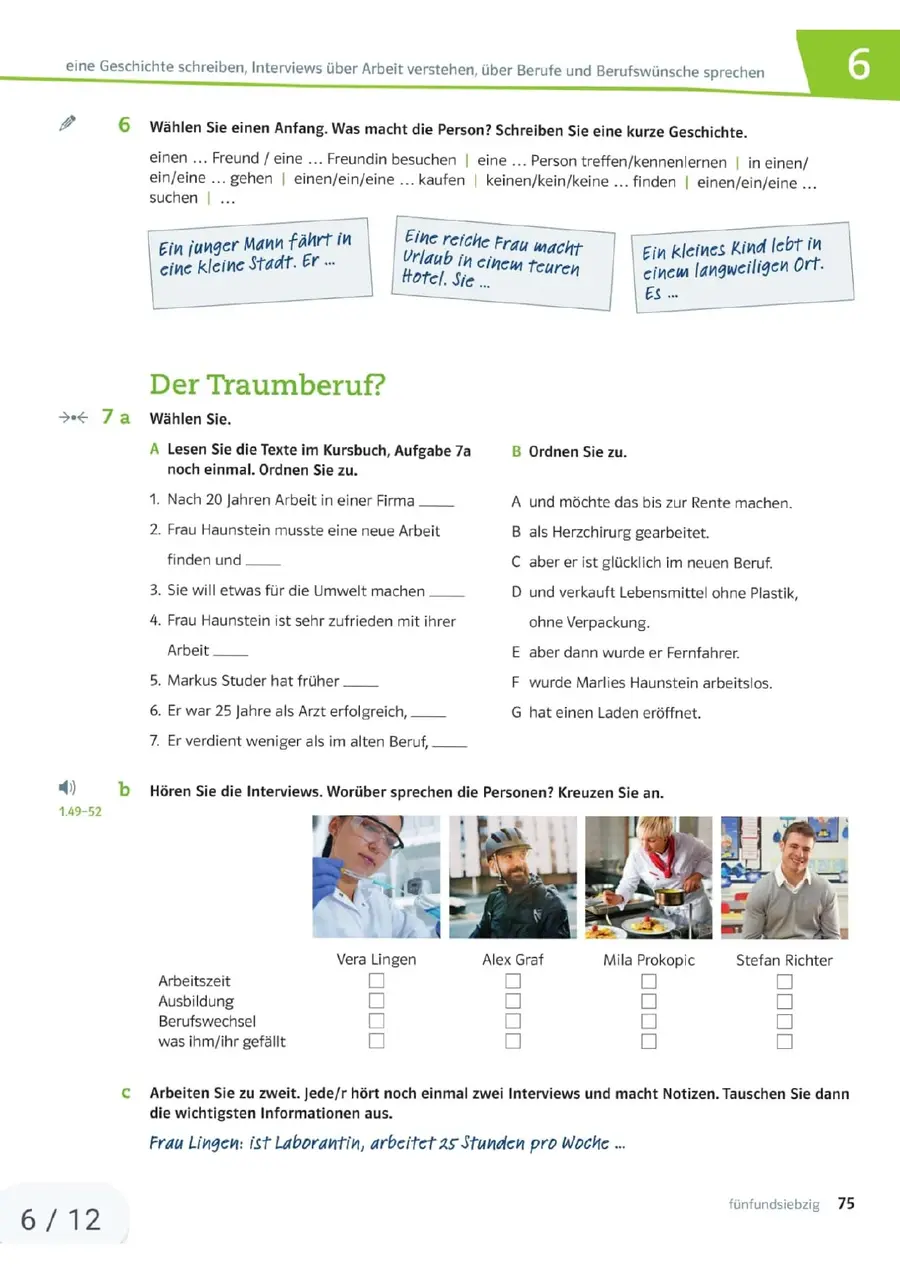 eine Geschichte schreiben, Interviews über Arbeit verstehen, über Berufe und Berufswünsche sprechen
6
6 Wählen Sie einen Anfang. Was macht die Person? Schreiben Sie eine kurze Geschichte.
einen ... Freund / eine ... Freundin besuchen | eine ... Person treffen/kennenlernen | in einen/
ein/eine ... gehen | einen/ein/eine ... kaufen | keinen/kein/keine ... finden | einen/ein/eine ...
suchen | ...
Ein junger Mann fährt in
eine kleine Stadt. Er ...
Eine reiche Frau macht
Urlaub in einem teuren
Hotel. Sie ...
Ein kleines Kind lebt in
einem langweiligen Ort.
Es ...
Der Traumberuf?
7 a Wählen Sie.
A Lesen Sie die Texte im Kursbuch, Aufgabe 7a
noch einmal. Ordnen Sie zu.
1. Nach 20 Jahren Arbeit in einer Firma ____
2. Frau Haunstein musste eine neue Arbeit
finden und ____
3. Sie will etwas für die Umwelt machen ____
4. Frau Haunstein ist sehr zufrieden mit ihrer
Arbeit ____
5. Markus Studer hat früher ____
6. Er war 25 Jahre als Arzt erfolgreich, ____
7. Er verdient weniger als im alten Beruf, ____
B Ordnen Sie zu.
A und möchte das bis zur Rente machen.
B als Herzchirurg gearbeitet.
C aber er ist glücklich im neuen Beruf.
D und verkauft Lebensmittel ohne Plastik,
ohne Verpackung.
E aber dann wurde er Fernfahrer.
F wurde Marlies Haunstein arbeitslos.
G hat einen Laden eröffnet.
b Hören Sie die Interviews. Worüber sprechen die Personen? Kreuzen Sie an.
1.49–52
Vera Lingen Alex Graf Mila Prokopic Stefan Richter
Arbeitszeit
Ausbildung
Berufswechsel
was ihm/ihr gefällt
c Arbeiten Sie zu zweit. Jede/r hört noch einmal zwei Interviews und macht Notizen. Tauschen Sie dann
die wichtigsten Informationen aus.
Frau Lingen: ist Laborantin, arbeitet 25 Stunden pro Woche ...
fünfundsiebzig 75
6 / 12